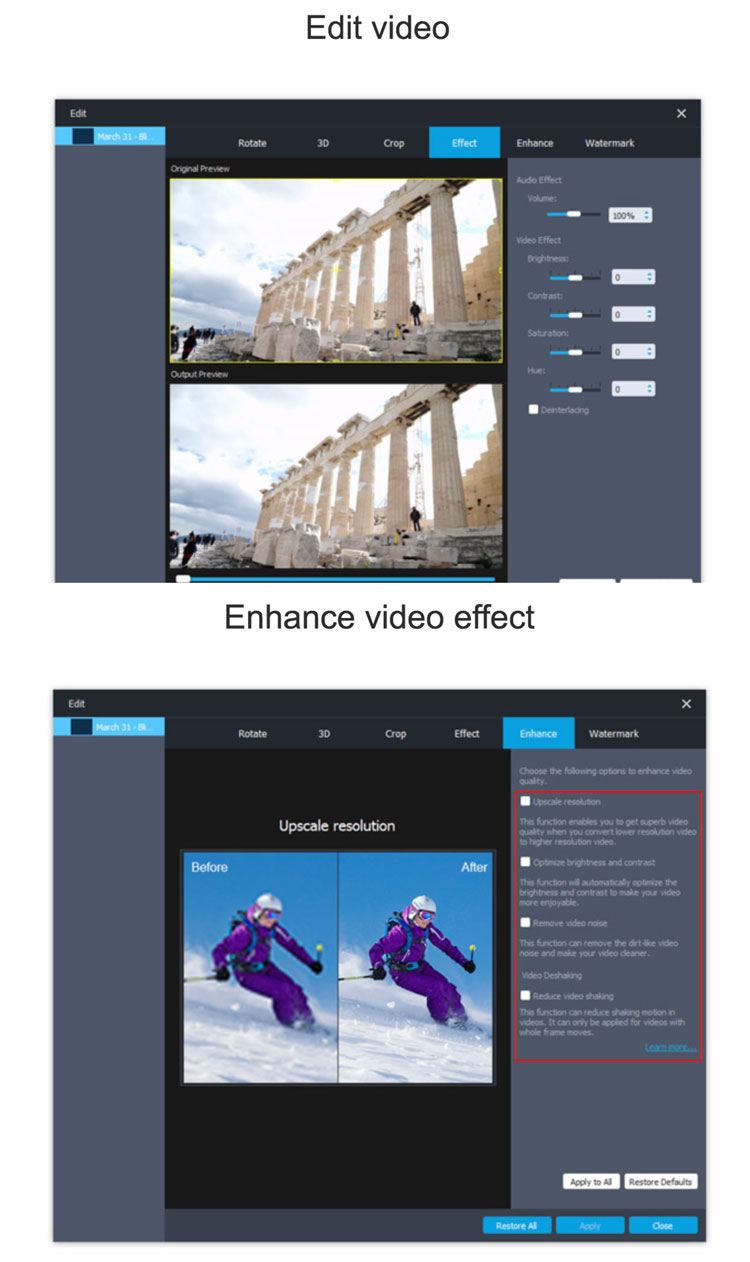 Edit video
Edit
March 31 - Bl...
Rotate
3D
Crop
Effect
Enhance
Watermark
Original Preview
Output Preview
Audio Effect
Volume:
100%
Video Effect
Brightness:
0
Contrast:
0
Saturation:
0
Hue:
0
Deinterlacing
Enhance video effect
Edit
March 31 - Bl...
Rotate
3D
Crop
Effect
Enhance
Watermark
Upscale resolution
Before
After
Choose the following options to enhance video
quality.
Upscale resolution
This function enables you to get superb video
quality when you convert lower resolution video
to higher resolution video.
Optimize brightness and contrast
This function will automatically optimize the
brightness and contrast to make your video
more enjoyable.
Remove video noise
This function can remove the dirt-like video
noise and make your video cleaner.
Video Deshaking
Reduce video shaking
This function can reduce shaking motion in
videos. It can only be applied for videos with
whole frame moves.
Learn more...
Apply to All
Restore Defaults
Restore All
Apply
Close